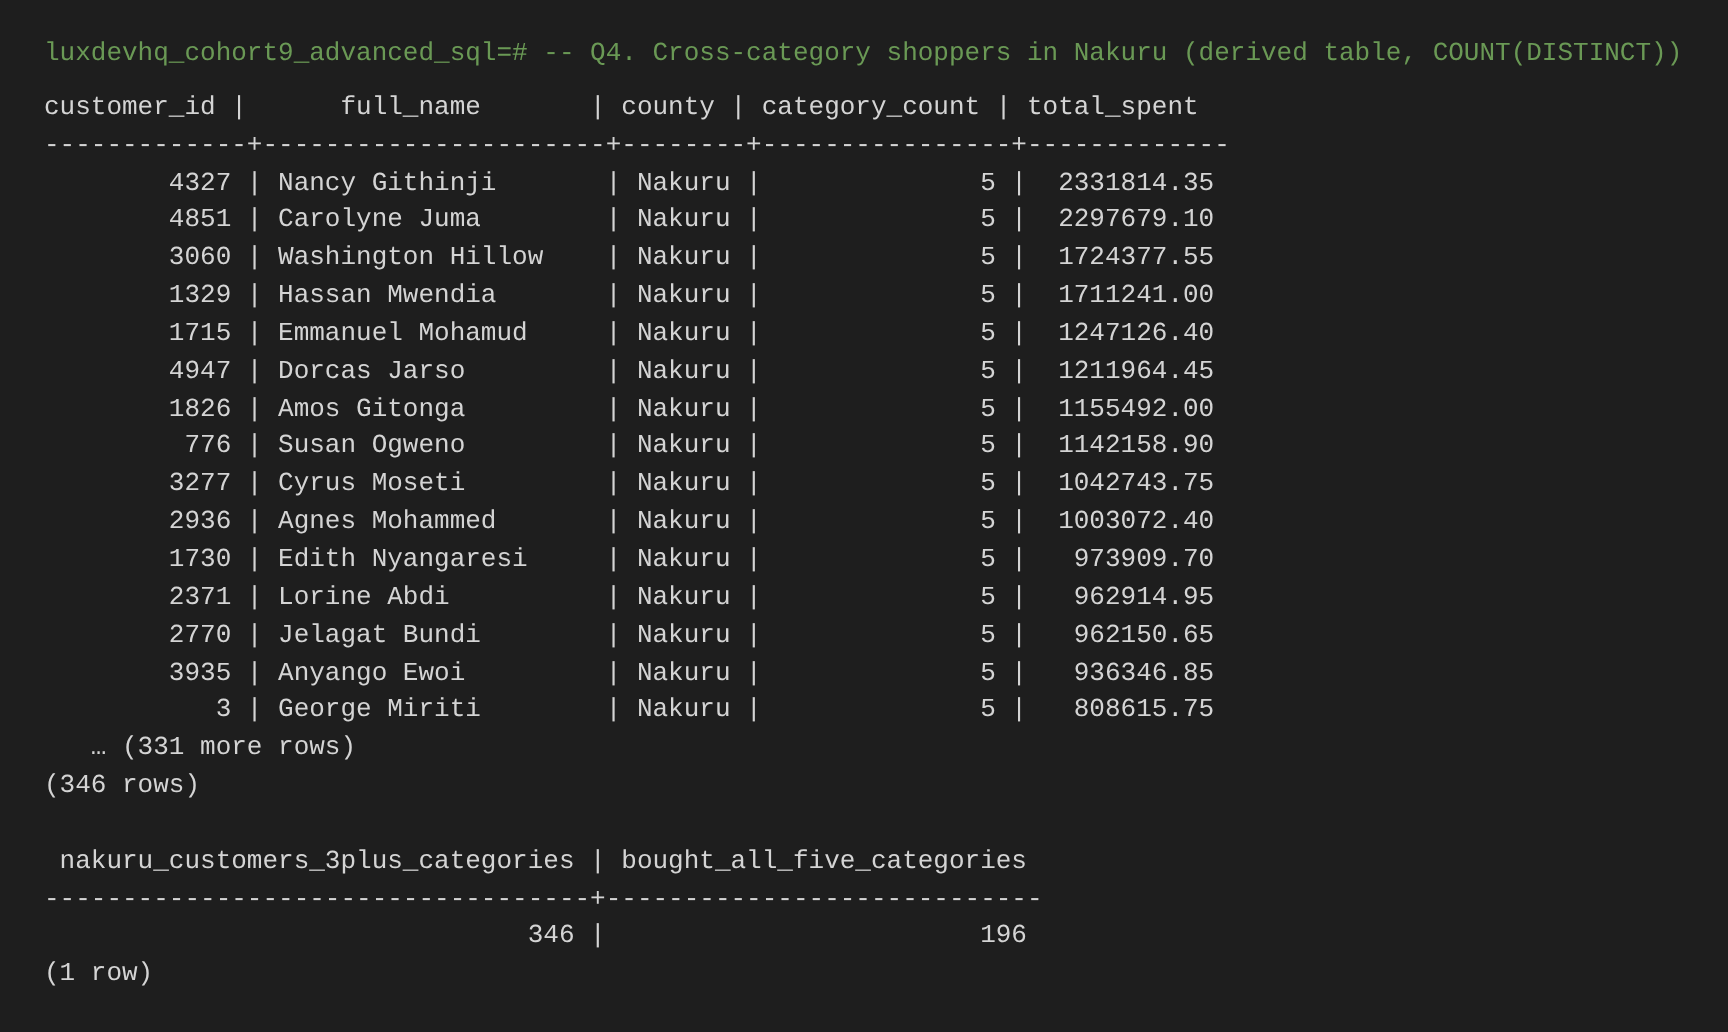 luxdevhq_cohort9_advanced_sql=# -- Q4. Cross-category shoppers in Nakuru (derived table, COUNT(DISTINCT))
customer_id |      full_name       | county | category_count | total_spent
-------------+----------------------+--------+----------------+-------------
        4327 | Nancy Githinji       | Nakuru |              5 |  2331814.35
        4851 | Carolyne Juma        | Nakuru |              5 |  2297679.10
        3060 | Washington Hillow    | Nakuru |              5 |  1724377.55
        1329 | Hassan Mwendia       | Nakuru |              5 |  1711241.00
        1715 | Emmanuel Mohamud     | Nakuru |              5 |  1247126.40
        4947 | Dorcas Jarso         | Nakuru |              5 |  1211964.45
        1826 | Amos Gitonga         | Nakuru |              5 |  1155492.00
         776 | Susan Ogweno         | Nakuru |              5 |  1142158.90
        3277 | Cyrus Moseti         | Nakuru |              5 |  1042743.75
        2936 | Agnes Mohammed       | Nakuru |              5 |  1003072.40
        1730 | Edith Nyangaresi     | Nakuru |              5 |   973909.70
        2371 | Lorine Abdi          | Nakuru |              5 |   962914.95
        2770 | Jelagat Bundi        | Nakuru |              5 |   962150.65
        3935 | Anyango Ewoi         | Nakuru |              5 |   936346.85
           3 | George Miriti        | Nakuru |              5 |   808615.75
   … (331 more rows)
(346 rows)

 nakuru_customers_3plus_categories | bought_all_five_categories
-----------------------------------+----------------------------
                               346 |                        196
(1 row)